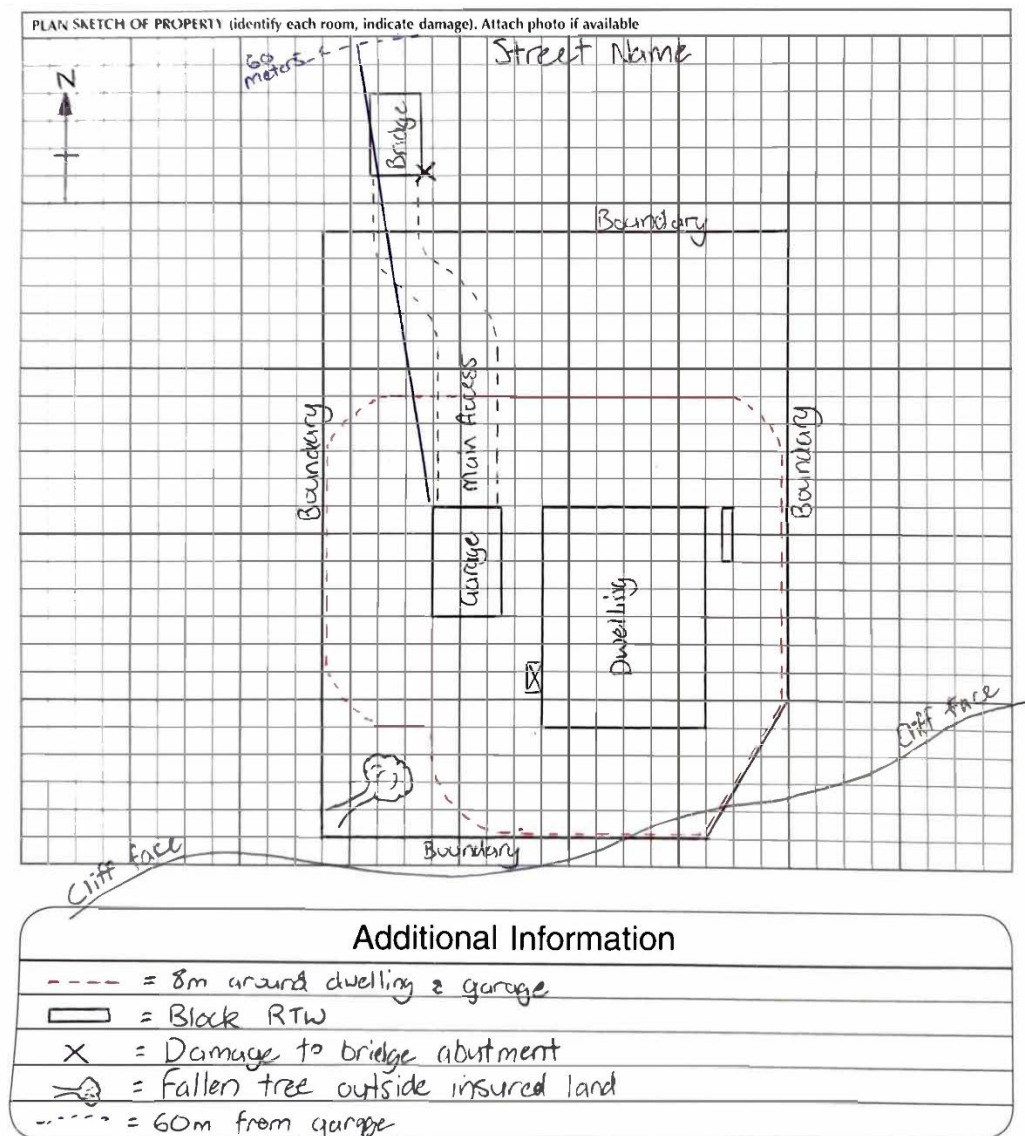 PLAN SKETCH OF PROPERTY (identify each room, indicate damage). Attach photo if available
Street Name
60
meters
N
Bridge
Boundary
Boundary
Main Access
Boundary
Garage
Dwelling
Cliff face
Boundary
Cliff face
Additional Information
= 8m around dwelling & garage
= Block RTW
X = Damage to bridge abutment
= Fallen tree outside insured land
= 60m from garage